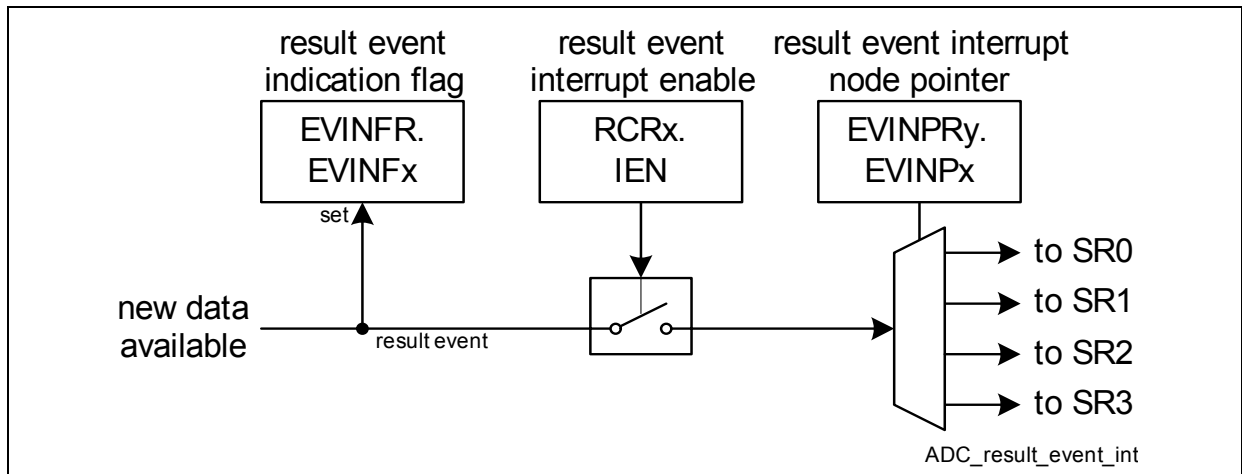 result event
indication flag
result event
interrupt enable
result event interrupt
node pointer
EVINFR.
EVINFx
RCRx.
IEN
EVINPRy.
EVINPx
set
new data
available
result event
to SR0
to SR1
to SR2
to SR3
ADC_result_event_int